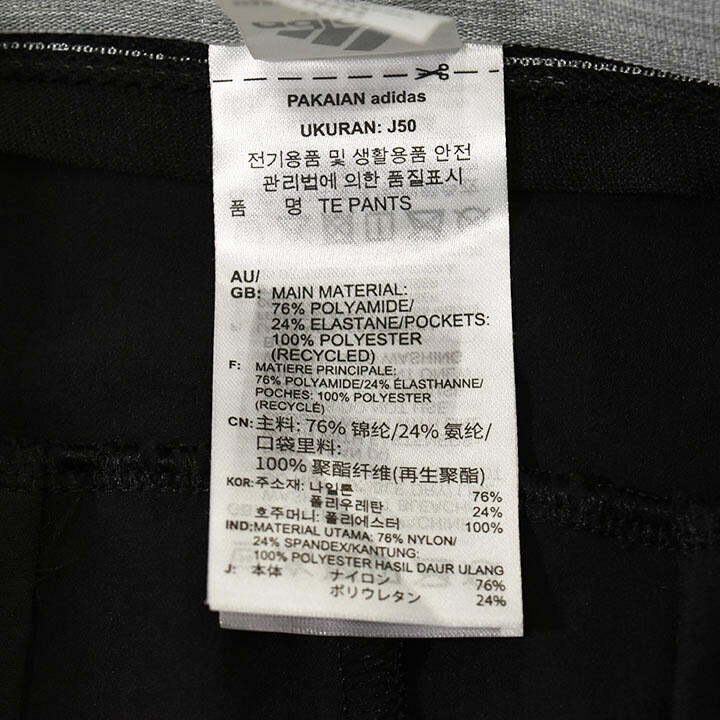 adidas
PAKAIAN adidas
UKURAN: J50
전기용품 및 생활용품 안전
관리법에 의한 품질표시
품 명 TE PANTS
AU/
GB: MAIN MATERIAL:
76% POLYAMIDE/
24% ELASTANE/POCKETS:
100% POLYESTER
(RECYCLED)
F: MATIERE PRINCIPALE:
76% POLYAMIDE/24% ÉLASTHANNE/
POCHES: 100% POLYESTER
(RECYCLÉ)
CN: 主料: 76% 锦纶/24% 氨纶/
口袋里料:
100% 聚酯纤维(再生聚酯)
KOR: 주소재: 나일론 76%
폴리우레탄 24%
호주머니: 폴리에스터 100%
IND: MATERIAL UTAMA: 76% NYLON/
24% SPANDEX/KANTUNG:
100% POLYESTER HASIL DAUR ULANG
J: 本体 ナイロン 76%
ポリウレタン 24%